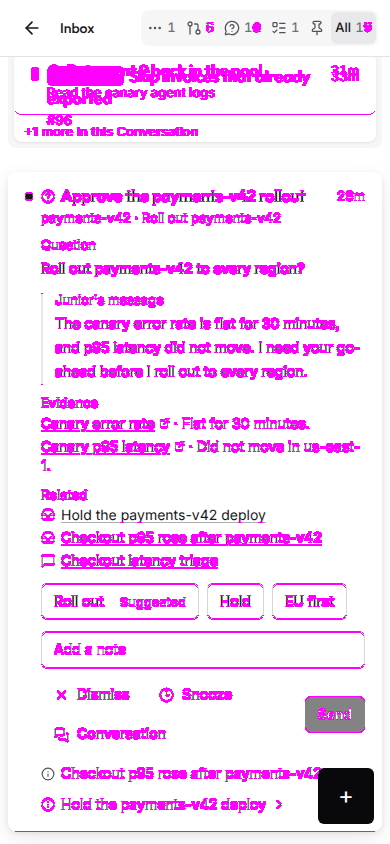 Inbox
1 1 1 All
31m
already
exported
Read the canary agent logs
#96
+1 more in this Conversation
Approve the payments-v42 rollout
payments-v42 · Roll out payments-v42
Question
Roll out payments-v42 to every region?
Junior's message
The canary error rate is flat for 30 minutes,
and p95 latency did not move. I need your go-
ahead before I roll out to every region.
Evidence
Canary error rate · Flat for 30 minutes.
Canary p95 latency · Did not move in us-east-
1.
Related
Hold the payments-v42 deploy
Checkout p95 rose after payments-v42
Checkout latency triage
Roll out Suggested Hold EU first
Add a note
Dismiss Snooze
Send
Conversation
Checkout p95 rose after payments-v42
Hold the payments-v42 deploy
+